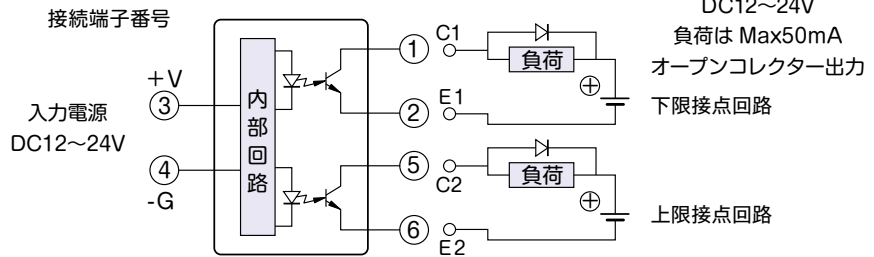 接続端子番号
DC12～24V
負荷は Max50mA
オープンコレクター出力
+V
③
入力電源
DC12～24V
④
-G
内部回路
① C1
負荷
⊕
② E1
下限接点回路
⑤ C2
負荷
⊕
⑥ E2
上限接点回路